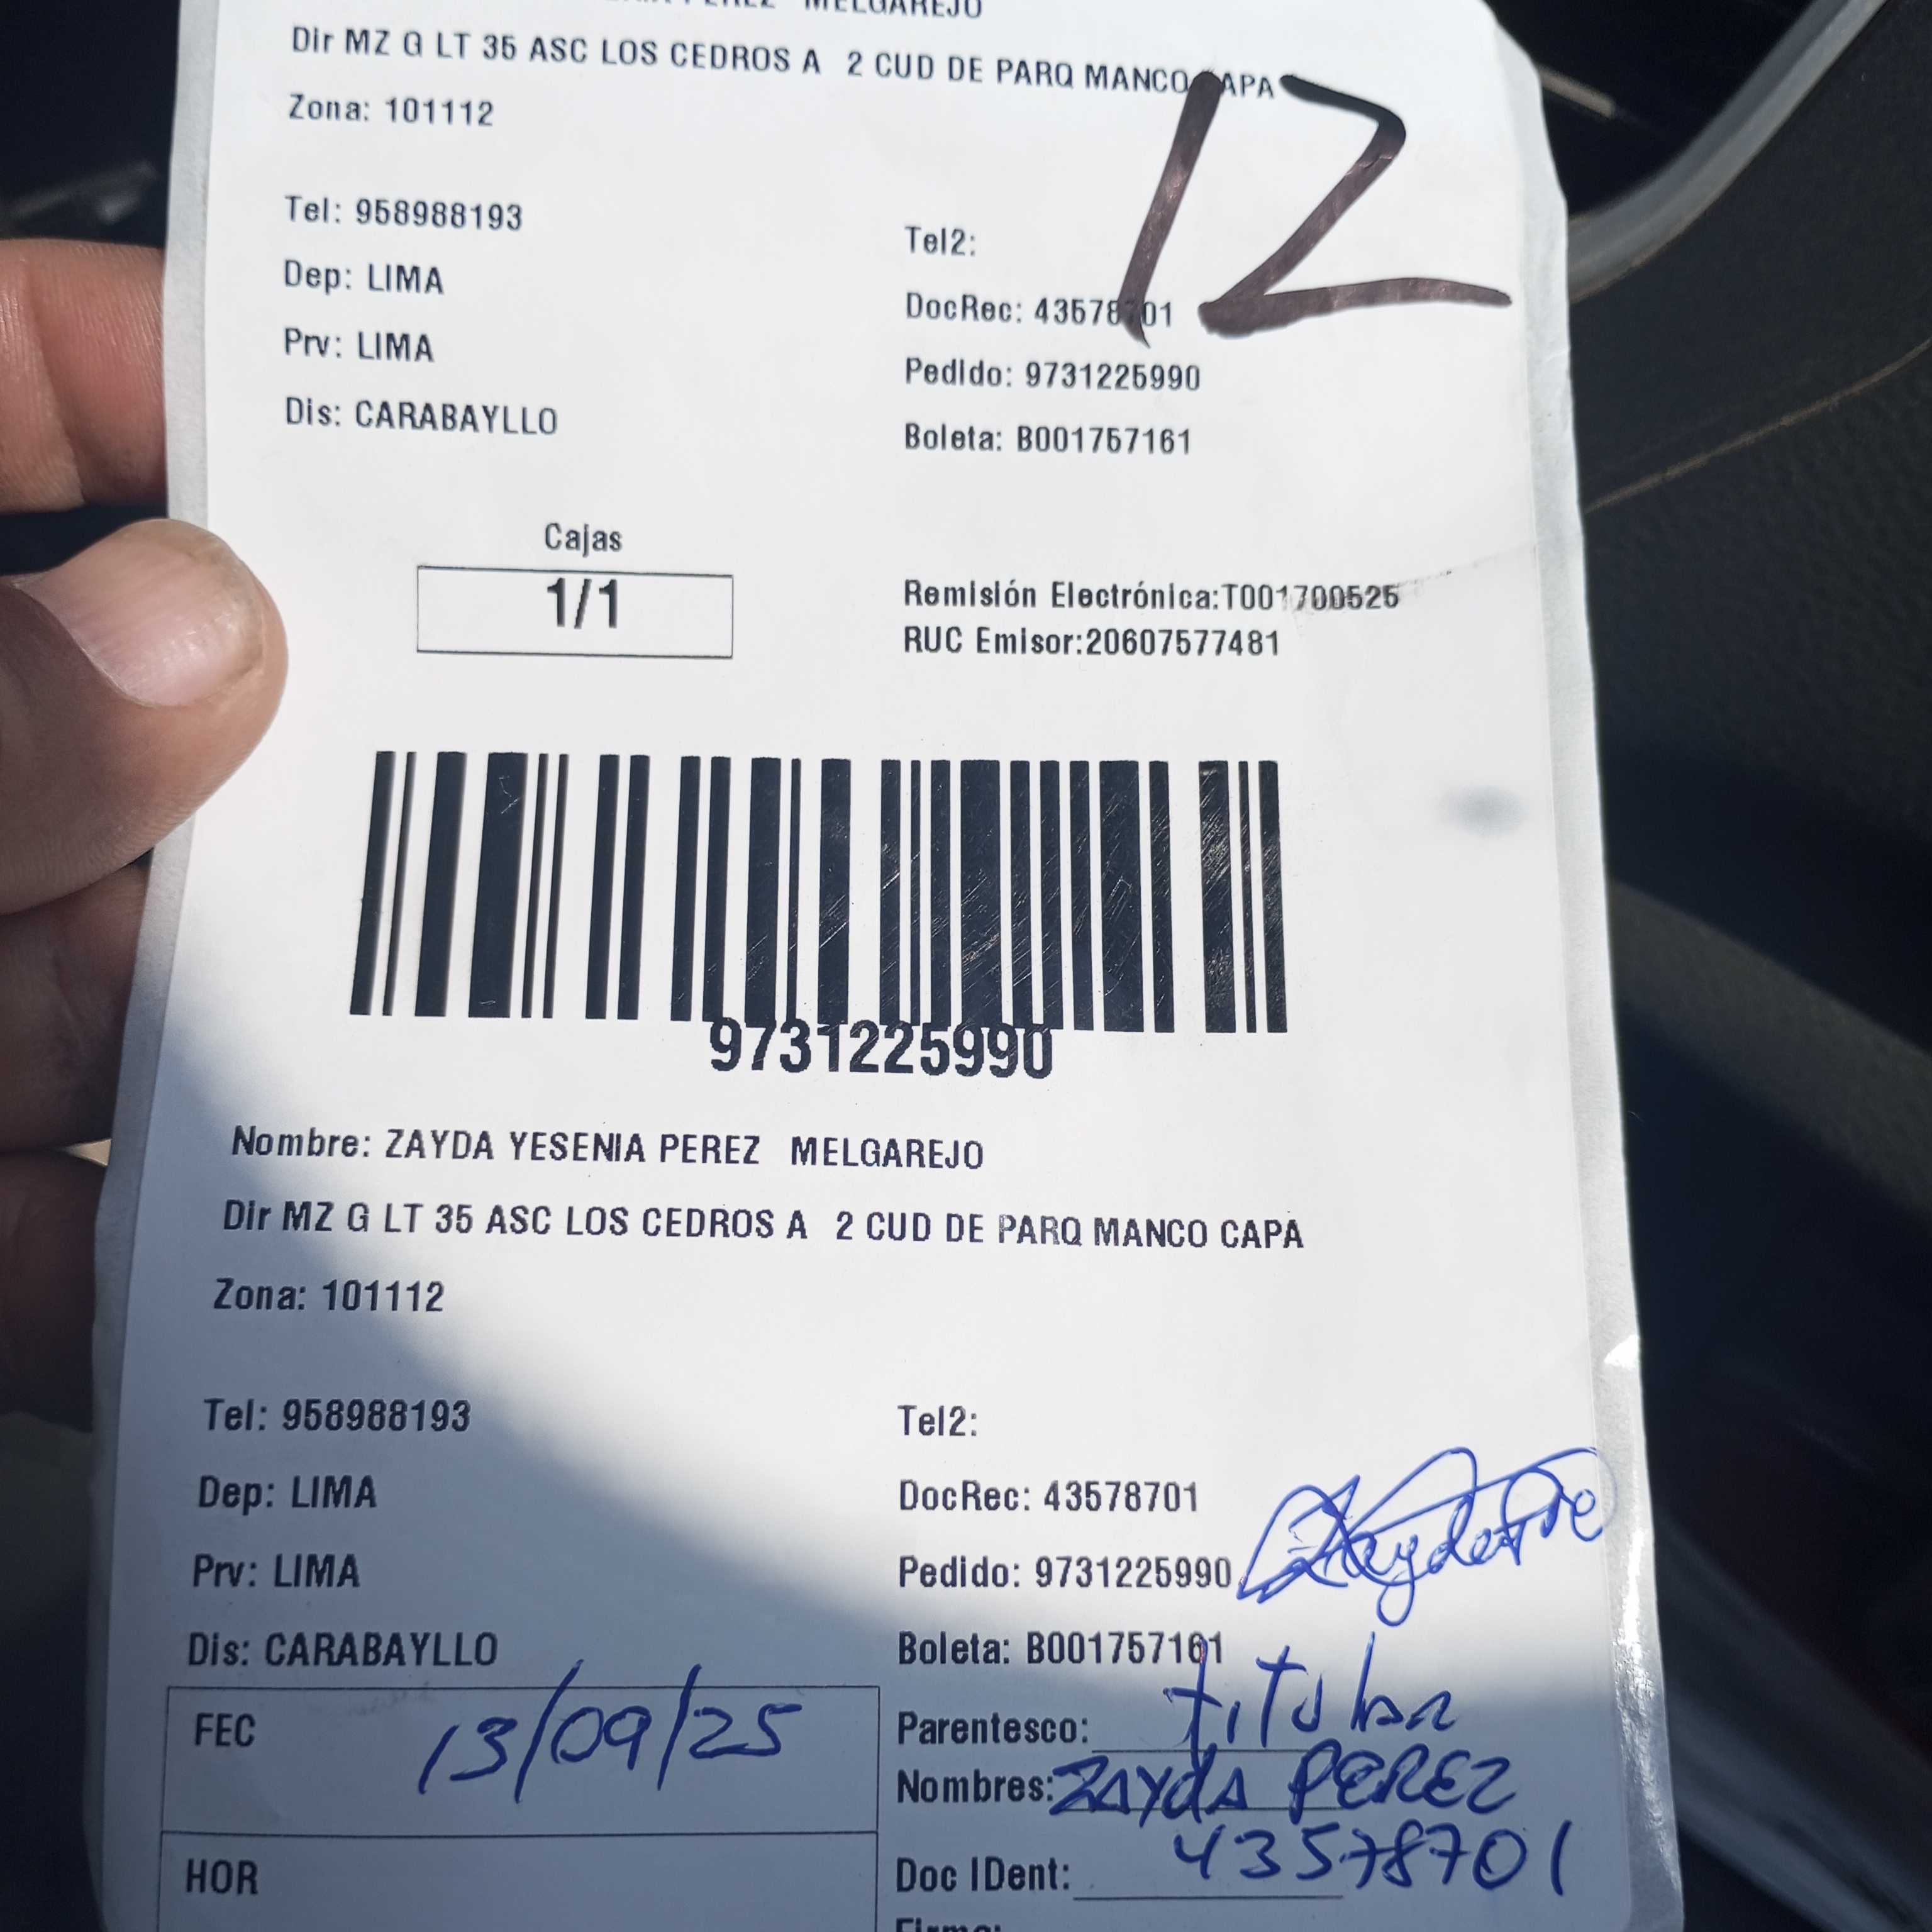 PEREZ MELGAREJO
Dir MZ G LT 35 ASC LOS CEDROS A 2 CUD DE PARQ MANCO CAPA
12
Zona: 101112
Tel: 958988193
Tel2:
Dep: LIMA
DocRec: 43578701
Prv: LIMA
Pedido: 9731225990
Dis: CARABAYLLO
Boleta: B001757161
Cajas
1/1
Remisión Electrónica:T001700525
RUC Emisor:20607577481
9731225990
Nombre: ZAYDA YESENIA PEREZ MELGAREJO
Dir MZ G LT 35 ASC LOS CEDROS A 2 CUD DE PARQ MANCO CAPA
Zona: 101112
Tel: 958988193
Tel2:
Dep: LIMA
DocRec: 43578701
Prv: LIMA
Pedido: 9731225990
Dis: CARABAYLLO
Boleta: B001757161
FEC 13/09/25
Parentesco: titular
Nombres: ZAYDA PEREZ
HOR
Doc IDent: 43578701
Firma: